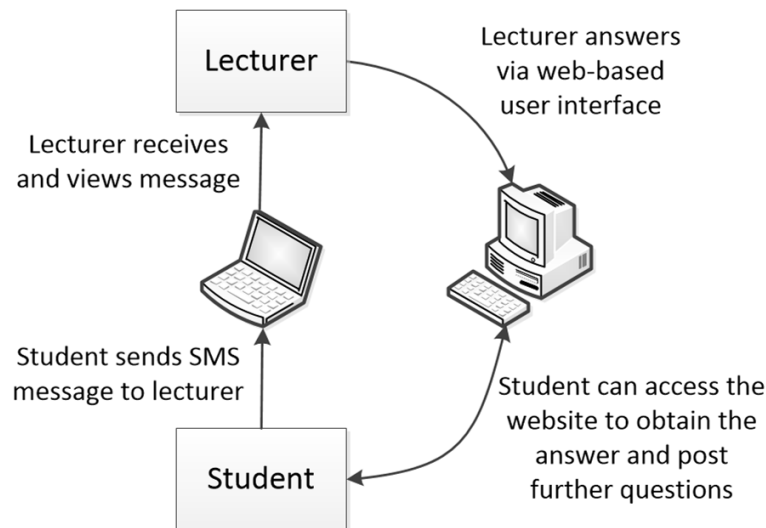 Lecturer
Lecturer answers
via web-based
user interface
Lecturer receives
and views message
Student sends SMS
message to lecturer
Student can access the
website to obtain the
answer and post
further questions
Student